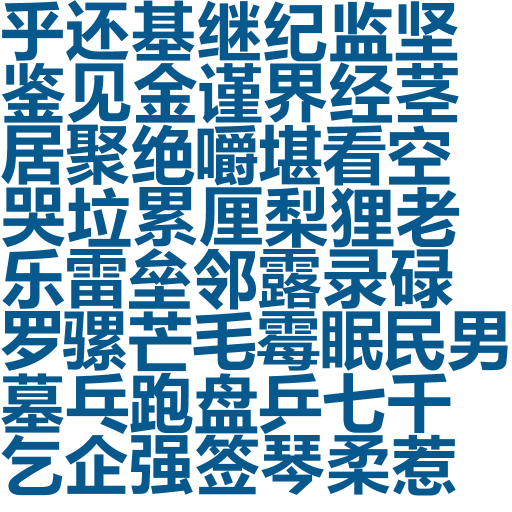 乎还基继纪监坚
鉴见金谨界经茎
居聚绝嚼堪看空
哭垃累厘梨狸老
乐雷垒邻露录碌
罗骡芒毛霉眠民男
墓乓跑盘乒七千
乞企强签琴柔惹